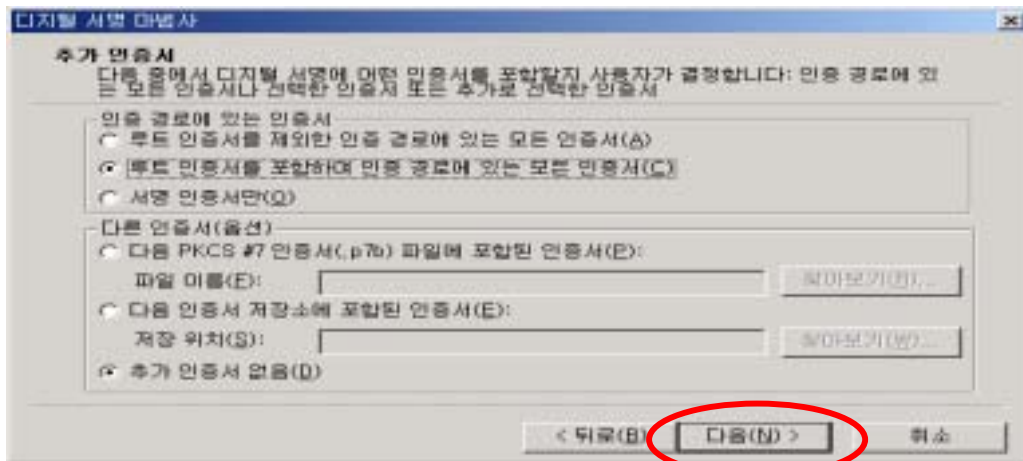 디지털 서명 마법사
추가 인증서
다음 중에서 디지털 서명에 어떤 인증서를 포함할지 사용자가 결정합니다: 인증 경로에 있
는 모든 인증서나 선택한 인증서 또는 추가로 선택한 인증서
인증 경로에 있는 인증서
루트 인증서를 제외한 인증 경로에 있는 모든 인증서(A)
루트 인증서를 포함하여 인증 경로에 있는 모든 인증서(C)
서명 인증서만(O)
다른 인증서(옵션)
다음 PKCS #7 인증서(.p7b) 파일에 포함된 인증서(P):
파일 이름(F):
찾아보기(R)...
다음 인증서 저장소에 포함된 인증서(E):
저장 위치(S):
찾아보기(W)...
추가 인증서 없음(D)
< 뒤로(B)
다음(N) >
취소